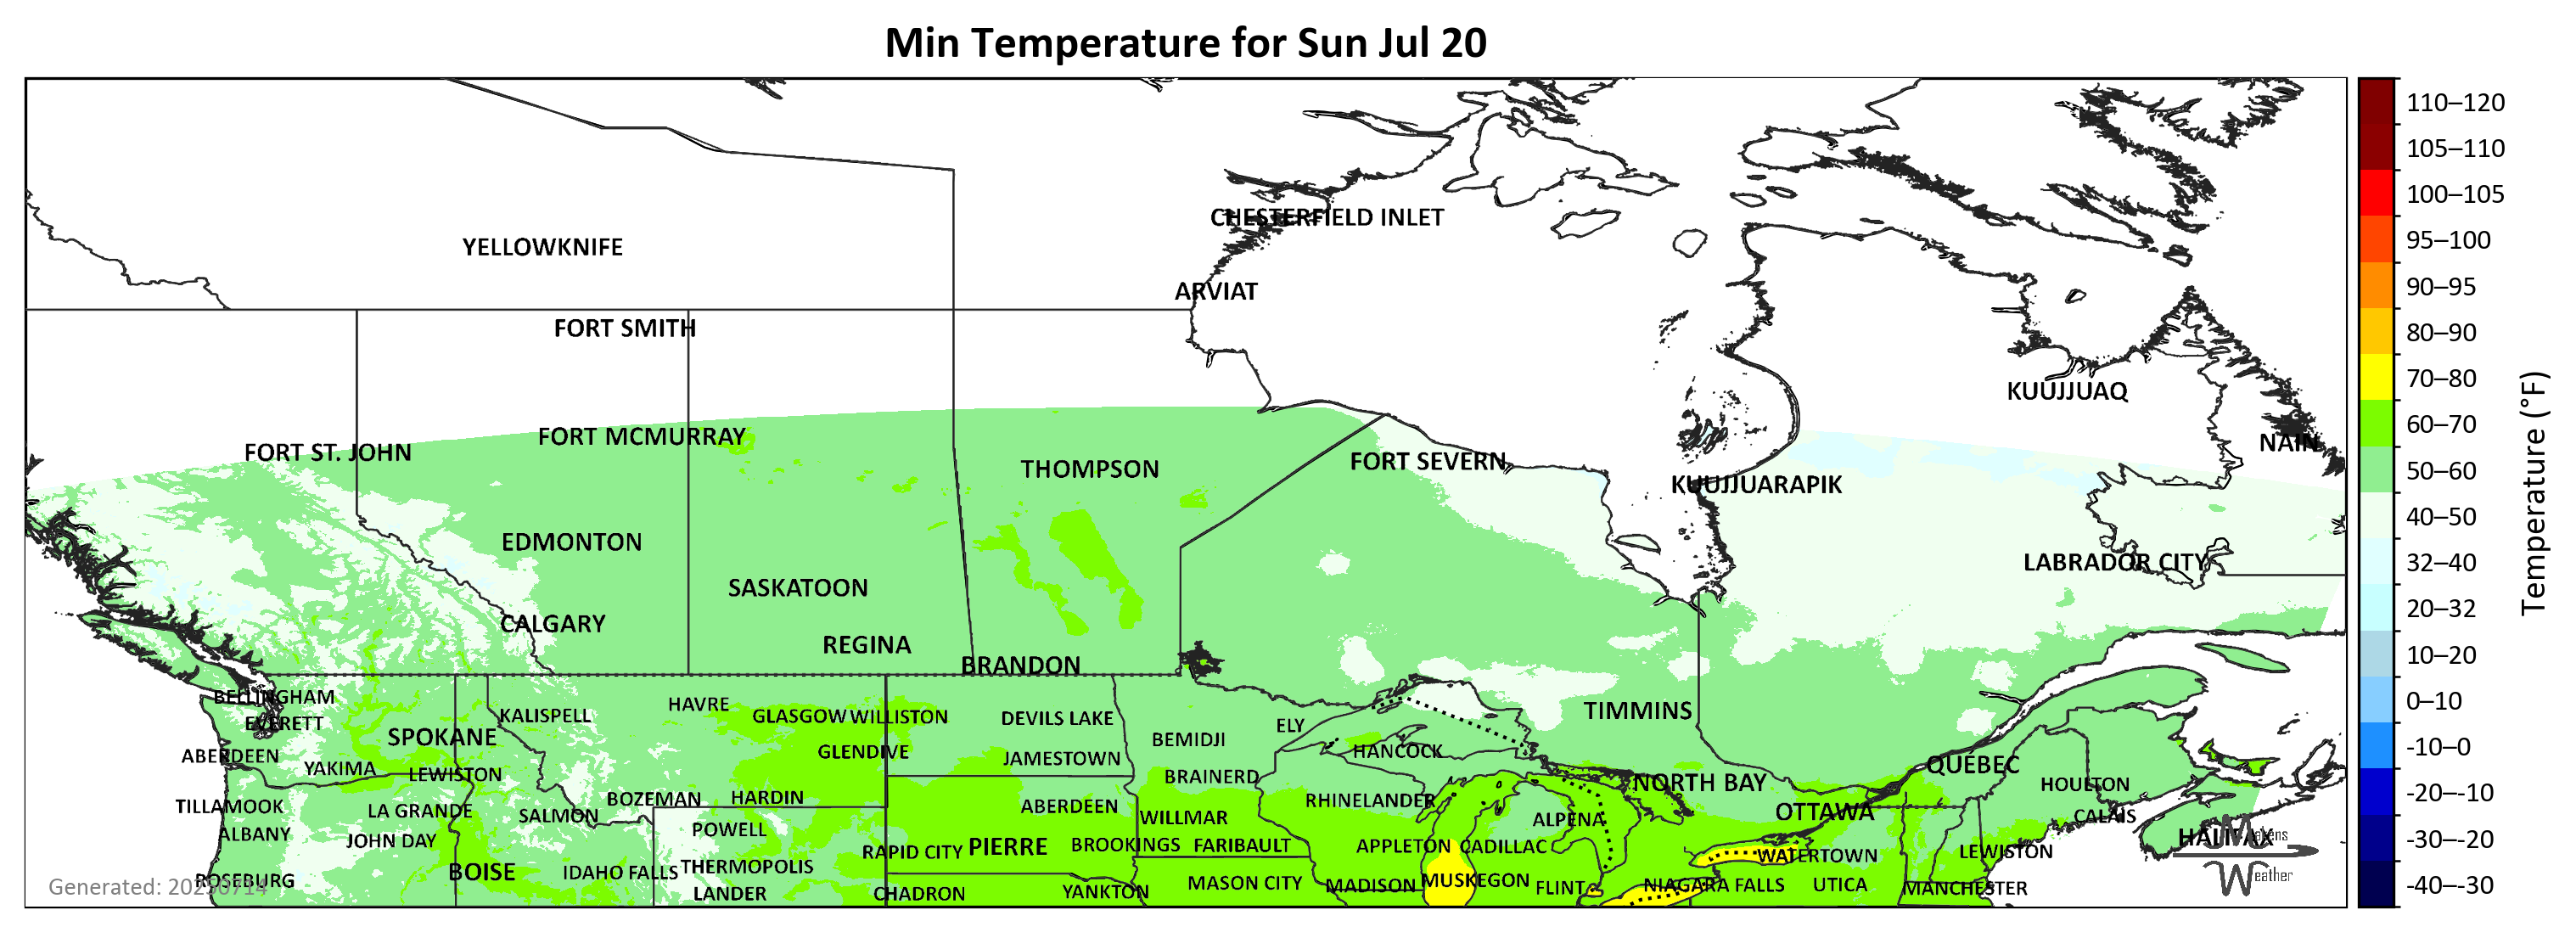 Min Temperature for Sun Jul 20
110–120
105–110
100–105
95–100
90–95
80–90
70–80
60–70
50–60
40–50
32–40
20–32
10–20
0–10
-10–0
-20–-10
-30–-20
-40–-30
Temperature (°F)
CHESTERFIELD INLET
YELLOWKNIFE
ARVIAT
FORT SMITH
KUUJJUAQ
FORT MCMURRAY
NAIN
FORT ST. JOHN
THOMPSON
FORT SEVERN
KUUJJUARAPIK
EDMONTON
LABRADOR CITY
SASKATOON
CALGARY
REGINA
BRANDON
BELLINGHAM
HAVRE
KALISPELL
GLASGOW
WILLISTON
DEVILS LAKE
TIMMINS
EVERETT
ELY
SPOKANE
BEMIDJI
GLENDIVE
HANCOCK
ABERDEEN
JAMESTOWN
QUÉBEC
YAKIMA
LEWISTON
BRAINERD
NORTH BAY
HOULTON
BOZEMAN
HARDIN
RHINELANDER
TILLAMOOK
LA GRANDE
ABERDEEN
SALMON
WILLMAR
OTTAWA
CALAIS
ALPENA
ALBANY
POWELL
HALIFAX
JOHN DAY
RAPID CITY
PIERRE
BROOKINGS
FARIBAULT
APPLETON
CADILLAC
WATERTOWN
LEWISTON
THERMOPOLIS
BOISE
IDAHO FALLS
ROSEBURG
MASON CITY
MADISON
MUSKEGON
FLINT
NIAGARA FALLS
UTICA
MANCHESTER
LANDER
CHADRON
YANKTON
Generated: 20250714
Matens
Weather